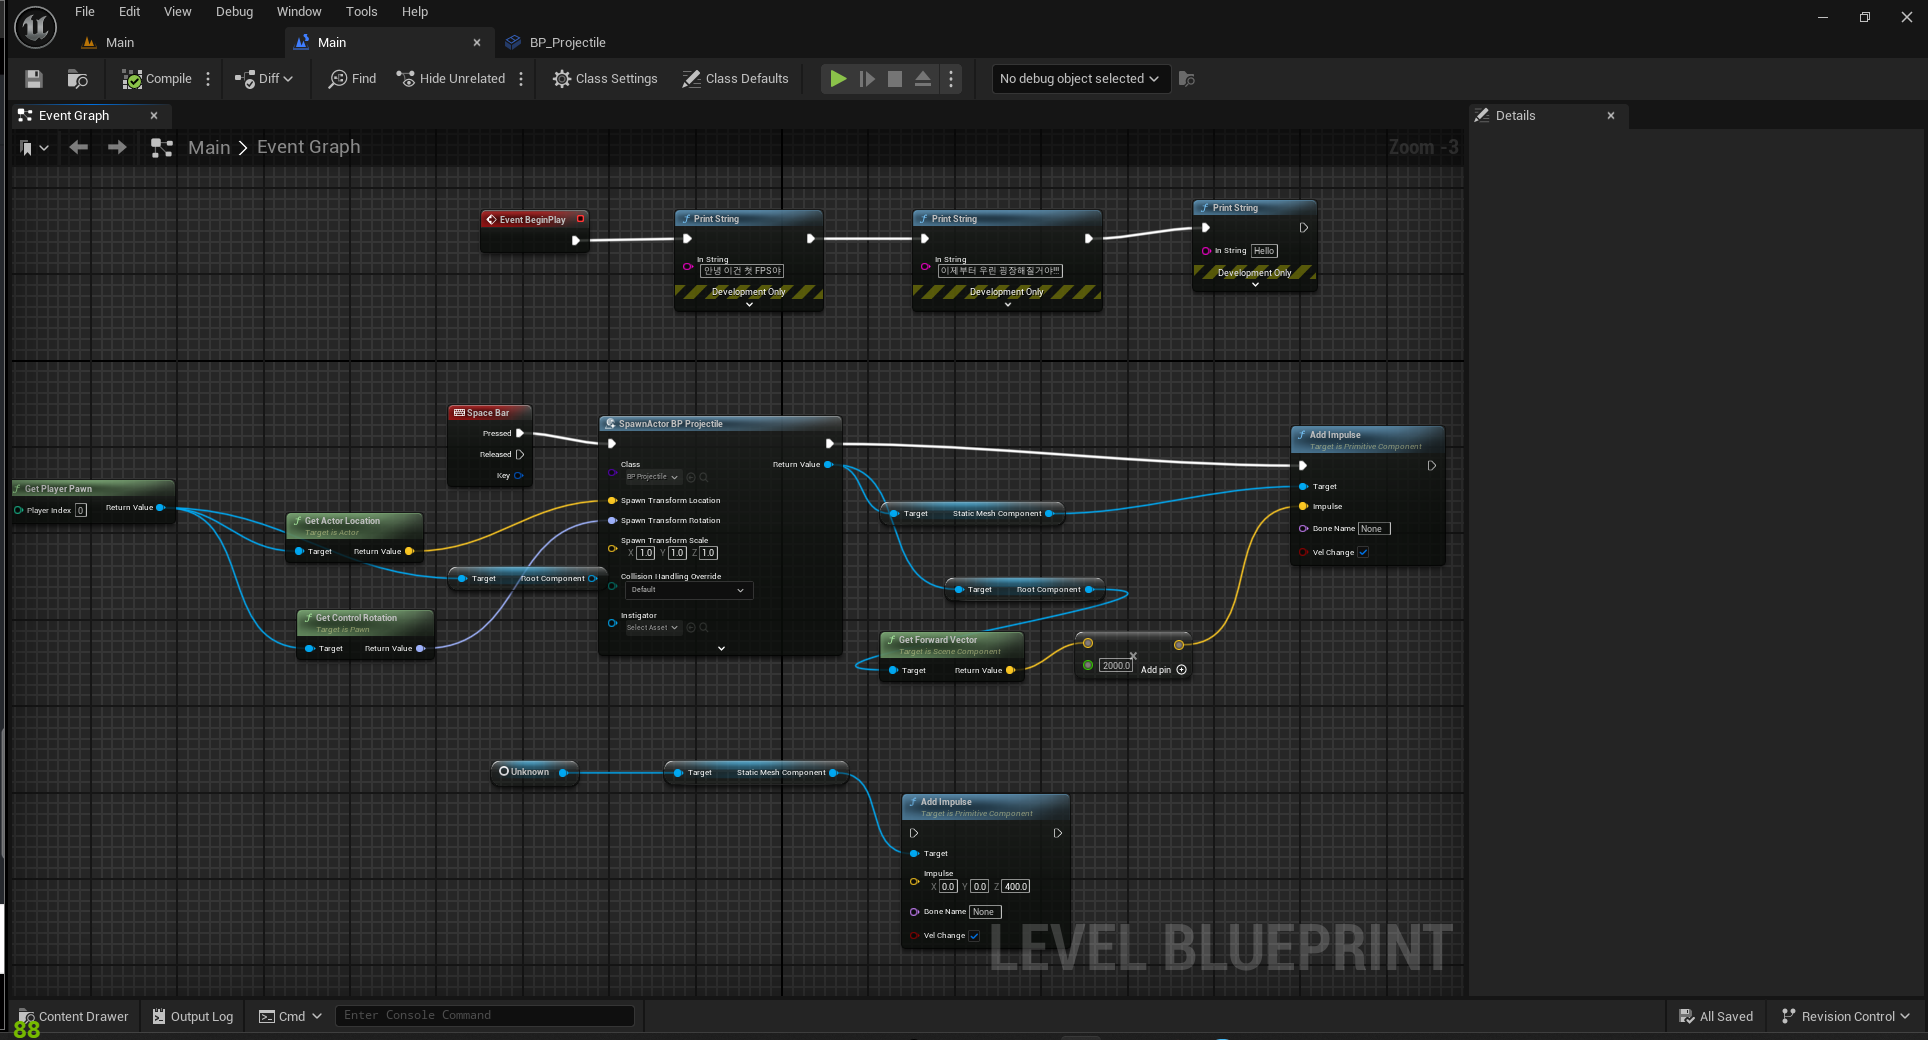 File Edit View Debug Window Tools Help
Main
Main
BP_Projectile
Compile
Diff
Find
Hide Unrelated
Class Settings
Class Defaults
No debug object selected
Event Graph
Details
Main > Event Graph
Zoom -3
Event BeginPlay
Print String
In String
안녕 이건 첫 FPS야
Development Only
Print String
In String
이제부터 우린 굉장해질거야!!!
Development Only
Print String
In String Hello
Development Only
Space Bar
Pressed
Released
Key
SpawnActor BP Projectile
Class
BP Projectile
Return Value
Spawn Transform Location
Spawn Transform Rotation
Spawn Transform Scale
X 1.0 Y 1.0 Z 1.0
Collision Handling Override
Default
Instigator
Select Asset
Get Player Pawn
Player Index 0
Return Value
Get Actor Location
Target is Actor
Target Return Value
Target Root Component
Get Control Rotation
Target is Pawn
Target Return Value
Target Static Mesh Component
Target Root Component
Get Forward Vector
Target is Scene Component
Target Return Value
2000.0
Add pin
Add Impulse
Target is Primitive Component
Target
Impulse
Bone Name None
Vel Change
Unknown
Target Static Mesh Component
Add Impulse
Target is Primitive Component
Target
Impulse
X 0.0 Y 0.0 Z 400.0
Bone Name None
Vel Change
LEVEL BLUEPRINT
Content Drawer
Output Log
Cmd
Enter Console Command
All Saved
Revision Control
88